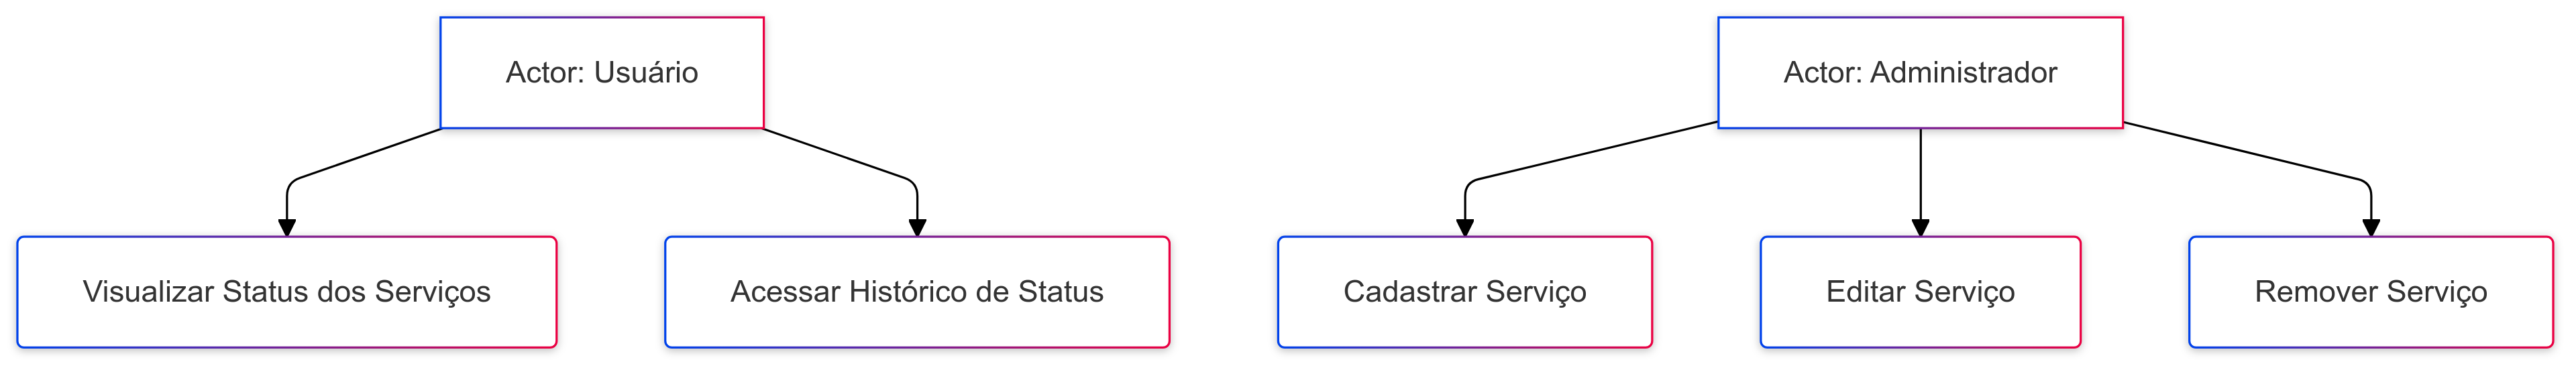 Actor: Usuário
Actor: Administrador
Visualizar Status dos Serviços
Acessar Histórico de Status
Cadastrar Serviço
Editar Serviço
Remover Serviço